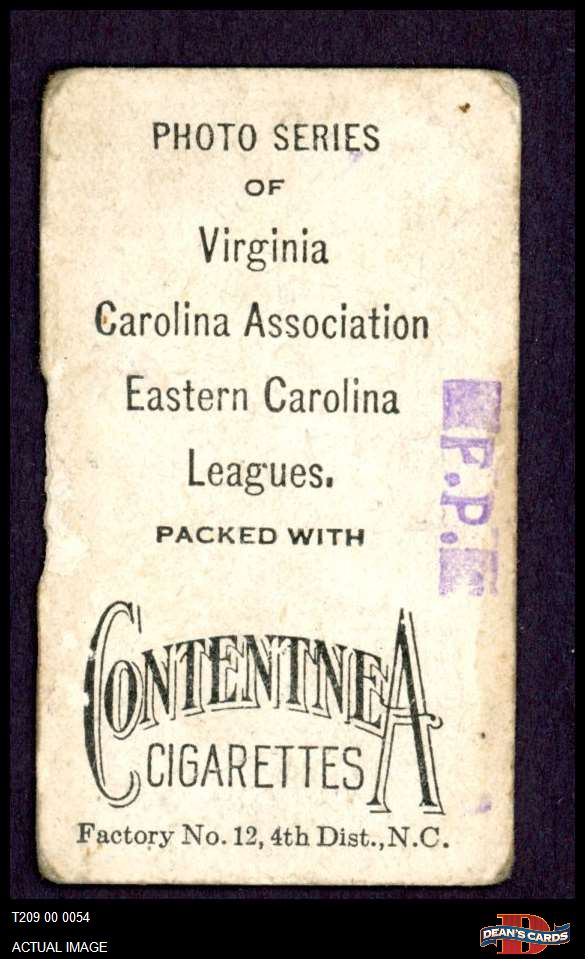 PHOTO SERIES
OF
Virginia
Carolina Association
Eastern Carolina
Leagues.
PACKED WITH
CONTENTNEA
CIGARETTES
Factory No. 12, 4th Dist., N.C.
F.P.
T209 00 0054
ACTUAL IMAGE
D
DEAN'S CARDS